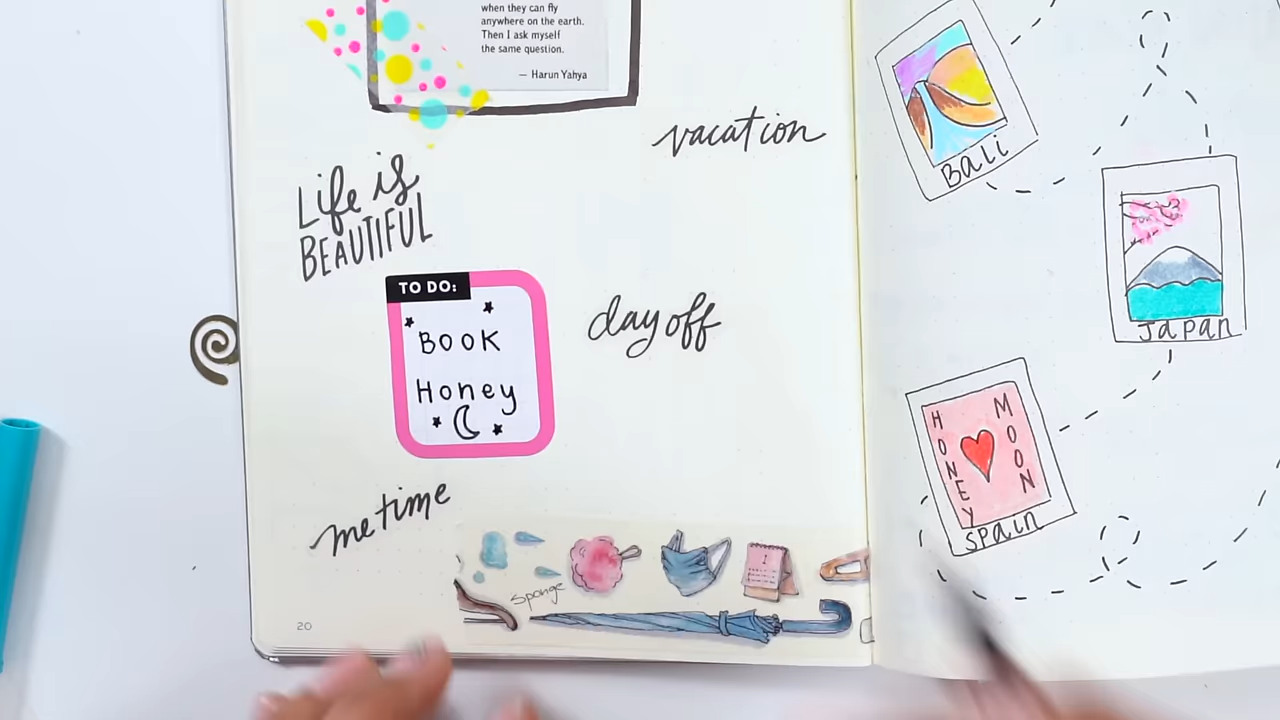 when they can fly
anywhere on the earth.
Then I ask myself
the same question.
— Harun Yahya
vacation
Life is
BEAUTIFUL
TO DO:
BOOK
Honey
day off
me time
sponge
1
20
Bali
Japan
HONEY
MOON
Spain